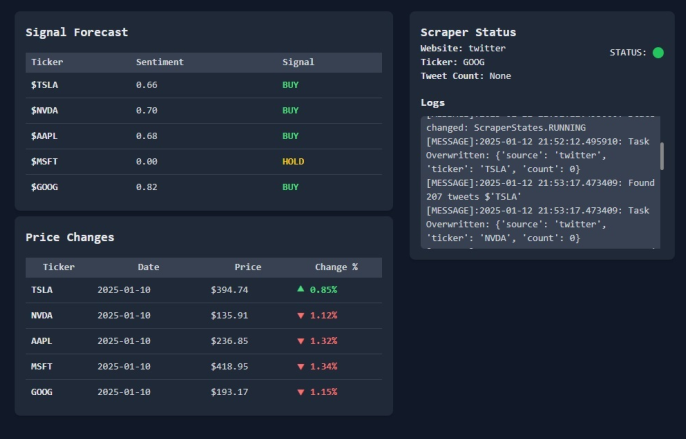 Signal Forecast
Ticker Sentiment Signal
$TSLA 0.66 BUY
$NVDA 0.70 BUY
$AAPL 0.68 BUY
$MSFT 0.00 HOLD
$GOOG 0.82 BUY
Price Changes
Ticker Date Price Change %
TSLA 2025-01-10 $394.74 ▲ 0.85%
NVDA 2025-01-10 $135.91 ▼ 1.12%
AAPL 2025-01-10 $236.85 ▼ 1.32%
MSFT 2025-01-10 $418.95 ▼ 1.34%
GOOG 2025-01-10 $193.17 ▼ 1.15%
Scraper Status
Website: twitter
STATUS:
Ticker: GOOG
Tweet Count: None
Logs
changed: ScraperStates.RUNNING
[MESSAGE]:2025-01-12 21:52:12.495910: Task
Overwritten: {'source': 'twitter',
'ticker': 'TSLA', 'count': 0}
[MESSAGE]:2025-01-12 21:53:17.473409: Found
207 tweets $'TSLA'
[MESSAGE]:2025-01-12 21:53:17.473409: Task
Overwritten: {'source': 'twitter',
'ticker': 'NVDA', 'count': 0}